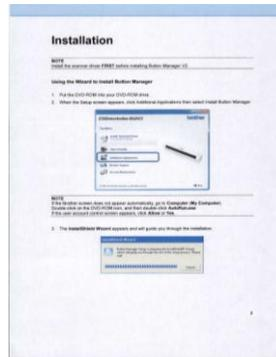 Installation
NOTE
Install the scanner driver FIRST before installing Button Manager V2.
Using the Wizard to Install Button Manager
1. Put the DVD-ROM into your DVD-ROM drive.
2. When the Setup screen appears, click Additional Applications then select Install Button Manager
brother
NOTE
If the Brother screen does not appear automatically, go to Computer (My Computer).
Double-click on the DVD-ROM icon, and then double-click AutoRun.exe
If the user account control screen appears, click Allow or Yes.
3. The InstallShield Wizard appears and will guide you through the installation.
InstallShield Wizard